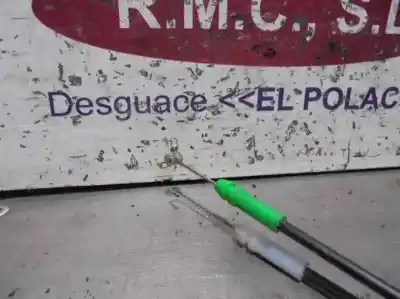 R.M.C., S.L
Desguace <<EL POLAC